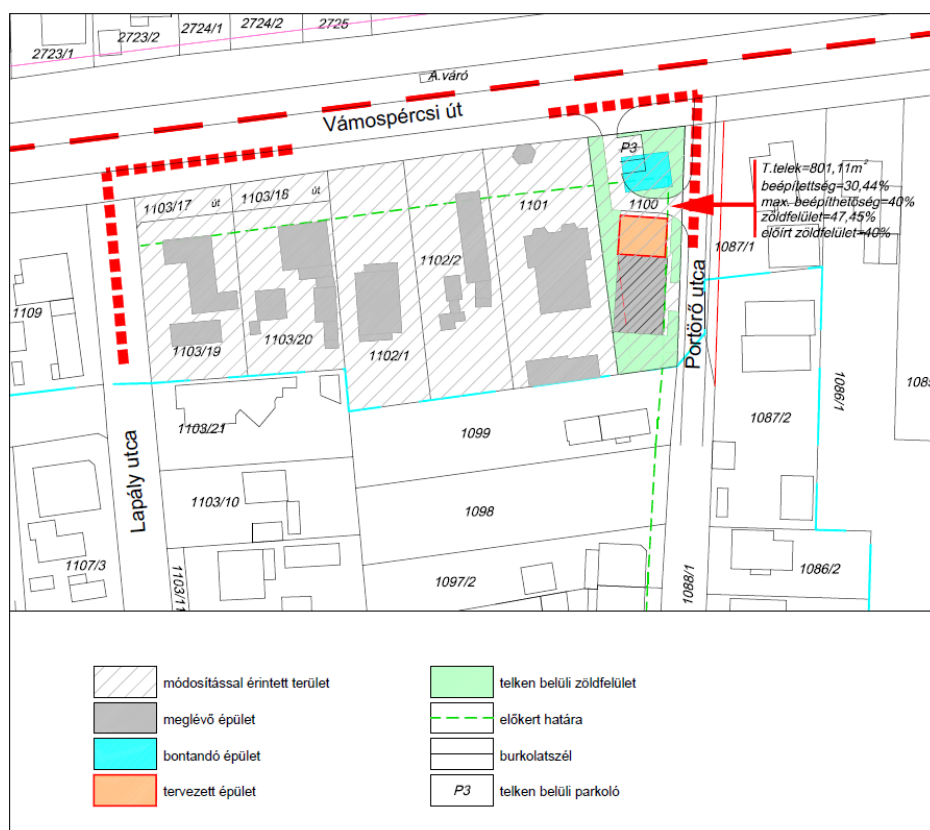 2723/1
2723/2
2724/1
2724/2
2725
A.váró
Vámospércsi út
P3
T.telek=801,11m²
beépítettség=30,44%
max. beépíthetőség=40%
zöldfelület=47,45%
előírt zöldfelület=40%
1103/17 út
1103/18 út
1101
1100
1087/1
1102/2
1109
1103/19
1103/20
1102/1
Portörő utca
1086/1
1087/2
1103/21
1099
Lapály utca
1103/10
1098
1107/3
1103/11
1097/2
1088/1
1086/2
módosítással érintett terület
meglévő épület
bontandó épület
tervezett épület
telken belüli zöldfelület
előkert határa
burkolatszél
P3 telken belüli parkoló